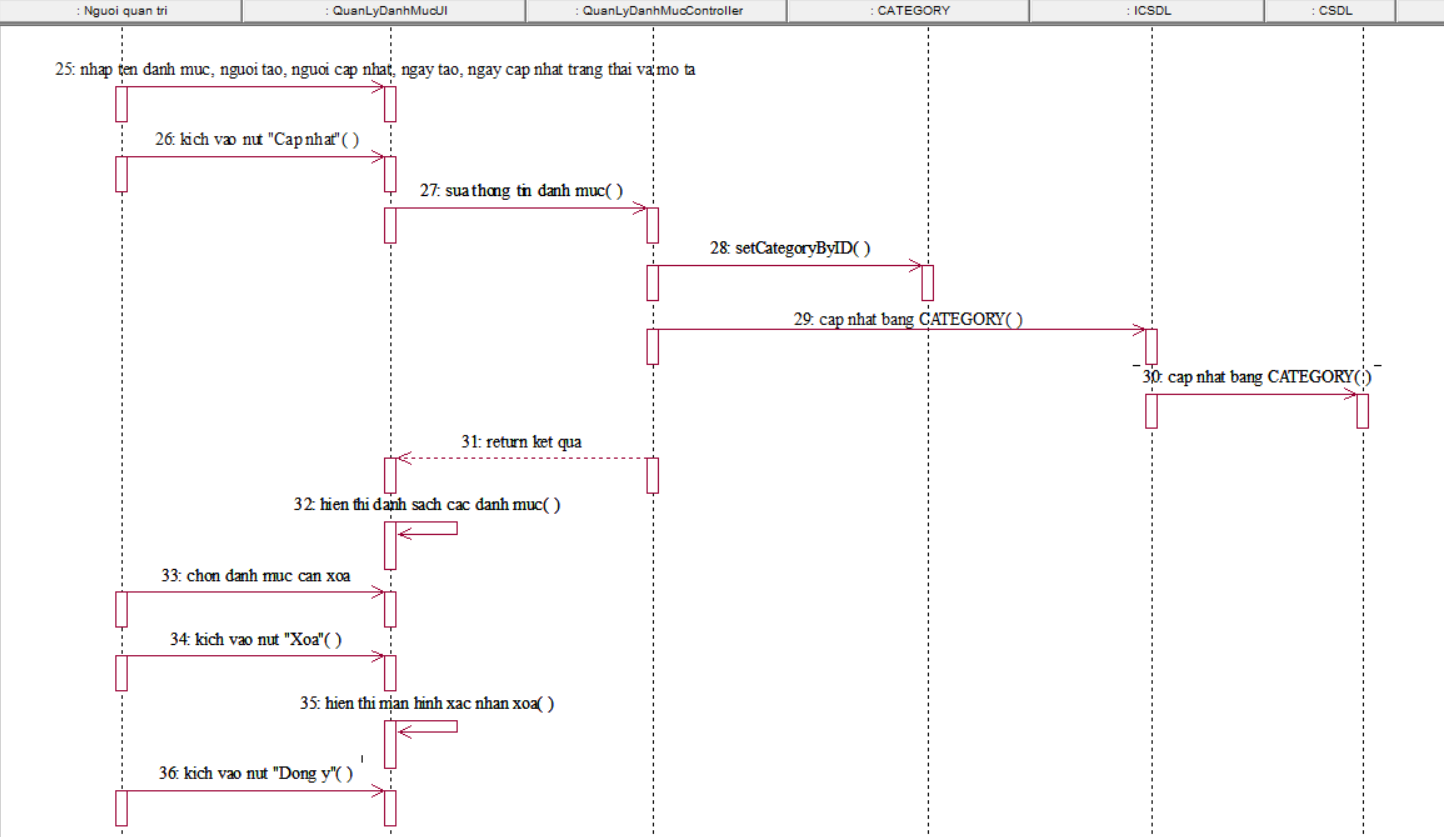 : Nguoi quan tri
: QuanLyDanhMucUI
: QuanLyDanhMucController
: CATEGORY
: ICSDL
: CSDL
25: nhap ten danh muc, nguoi tao, nguoi cap nhat, ngay tao, ngay cap nhat trang thai va mo ta
26: kich vao nut "Cap nhat"( )
27: sua thong tin danh muc( )
28: setCategoryByID( )
29: cap nhat bang CATEGORY( )
30: cap nhat bang CATEGORY( )
31: return ket qua
32: hien thi danh sach cac danh muc( )
33: chon danh muc can xoa
34: kich vao nut "Xoa"( )
35: hien thi man hinh xac nhan xoa( )
36: kich vao nut "Dong y"( )